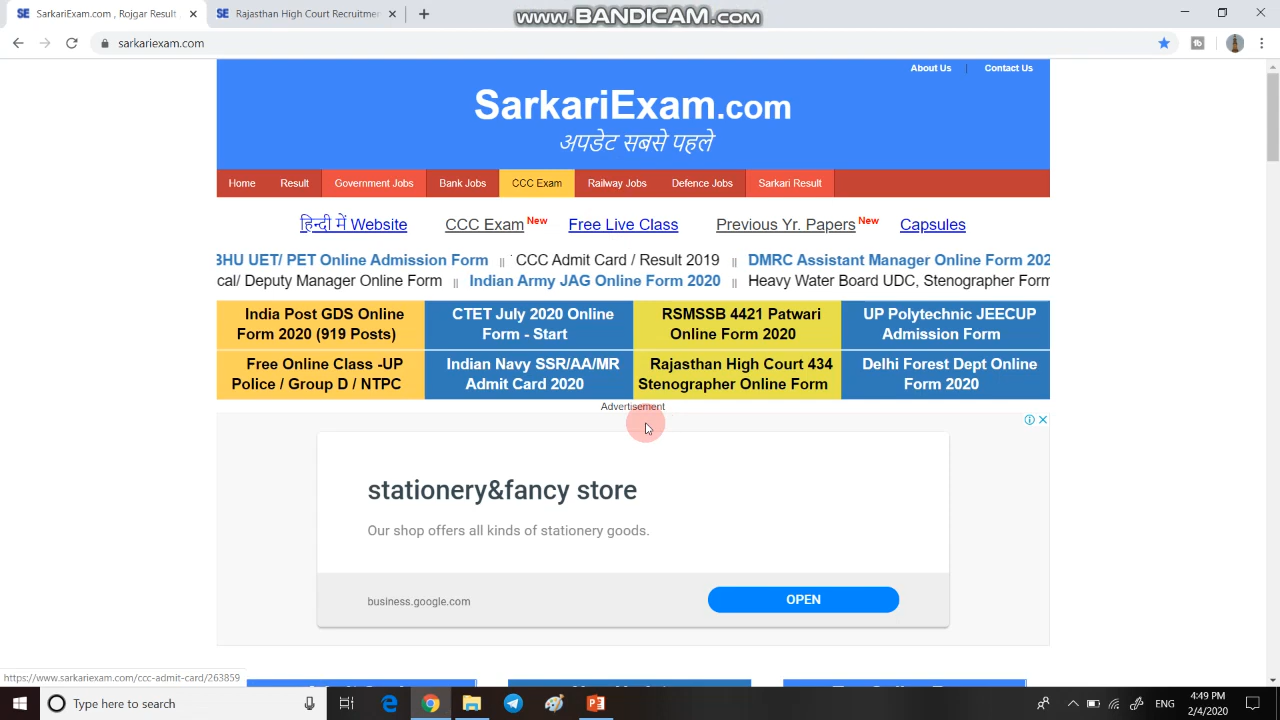 SarkariExam.com , Rojgar Result
Rajasthan High Court Recruitmen
www.BANDICAM.com
sarkariexam.com
About Us | Contact Us
SarkariExam.com
अपडेट सबसे पहले
Home Result Government Jobs Bank Jobs CCC Exam Railway Jobs Defence Jobs Sarkari Result
हिन्दी में Website CCC Exam New Free Live Class Previous Yr. Papers New Capsules
BHU UET/ PET Online Admission Form || CCC Admit Card / Result 2019 || DMRC Assistant Manager Online Form 202
cal/ Deputy Manager Online Form || Indian Army JAG Online Form 2020 || Heavy Water Board UDC, Stenographer Form
India Post GDS Online
Form 2020 (919 Posts)
CTET July 2020 Online
Form - Start
RSMSSB 4421 Patwari
Online Form 2020
UP Polytechnic JEECUP
Admission Form
Free Online Class -UP
Police / Group D / NTPC
Indian Navy SSR/AA/MR
Admit Card 2020
Rajasthan High Court 434
Stenographer Online Form
Delhi Forest Dept Online
Form 2020
Advertisement
stationery&fancy store
Our shop offers all kinds of stationery goods.
business.google.com
OPEN
https://www.sarkariexam.com/ccc-admit-card/263859
Type here to search
ENG
4:49 PM
2/4/2020